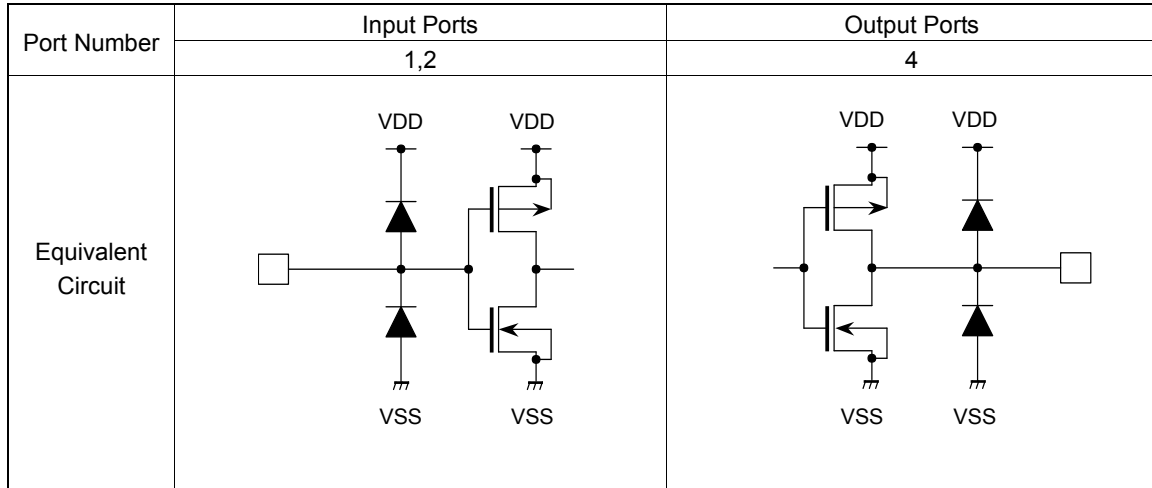 Port Number
Input Ports
Output Ports
1,2
4
Equivalent
Circuit
VDD
VDD
VSS
VSS
VDD
VDD
VSS
VSS